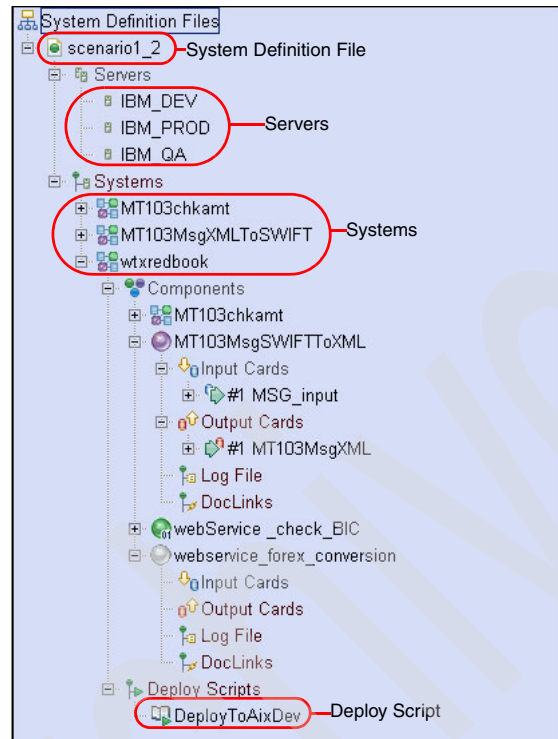 System Definition Files
scenario1_2 System Definition File
Servers
IBM_DEV
IBM_PROD Servers
IBM_QA
Systems
MT103chkamt
MT103MsgXMLToSWIFT Systems
wtxredbook
Components
MT103chkamt
MT103MsgSWIFTToXML
Input Cards
#1 MSG_input
Output Cards
#1 MT103MsgXML
Log File
DocLinks
webService _check_BIC
webservice_forex_conversion
Input Cards
Output Cards
Log File
DocLinks
Deploy Scripts
DeployToAixDev Deploy Script